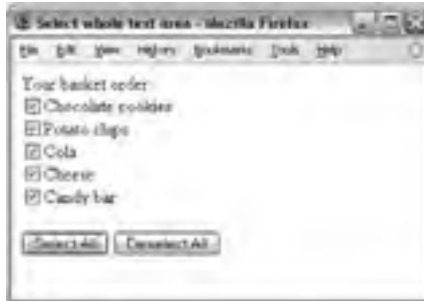 Select whole text area - Mozilla Firefox
File Edit View History Bookmarks Tools Help
Your basket order
Chocolate cookies
Potato chips
Cola
Cheese
Candy bar
Select All Deselect All